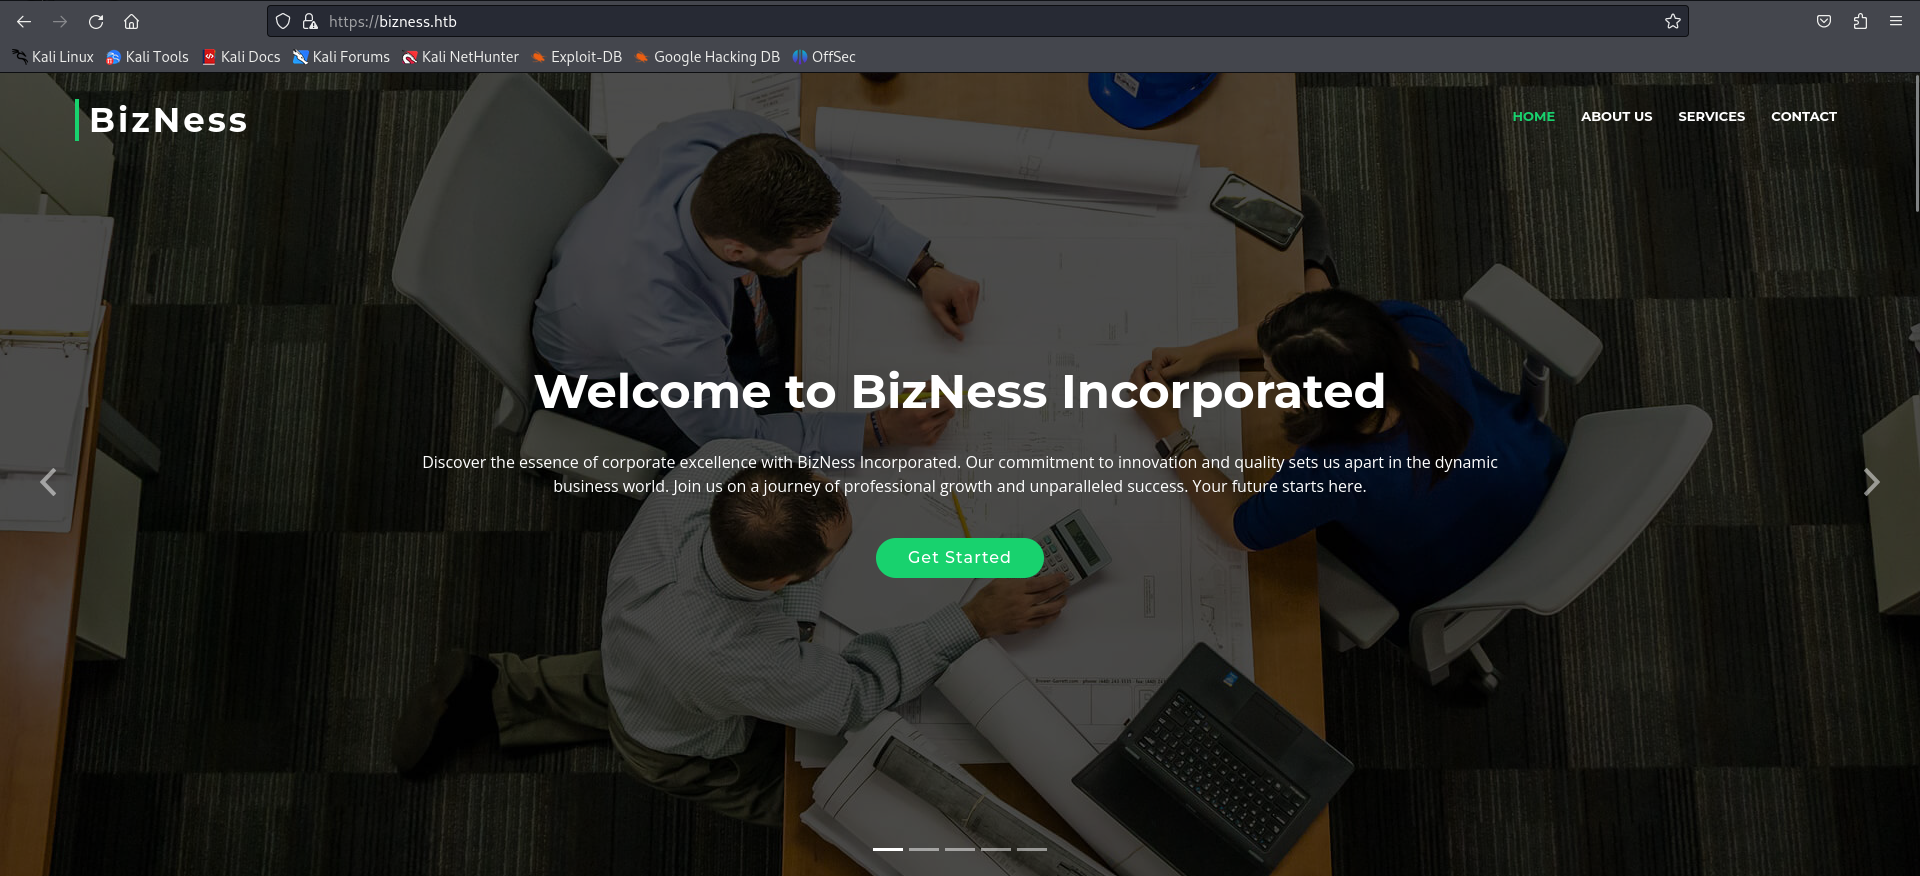 https://bizness.htb
Kali Linux Kali Tools Kali Docs Kali Forums Kali NetHunter Exploit-DB Google Hacking DB OffSec
BizNess
HOME ABOUT US SERVICES CONTACT
Welcome to BizNess Incorporated
Discover the essence of corporate excellence with BizNess Incorporated. Our commitment to innovation and quality sets us apart in the dynamic
business world. Join us on a journey of professional growth and unparalleled success. Your future starts here.
Get Started